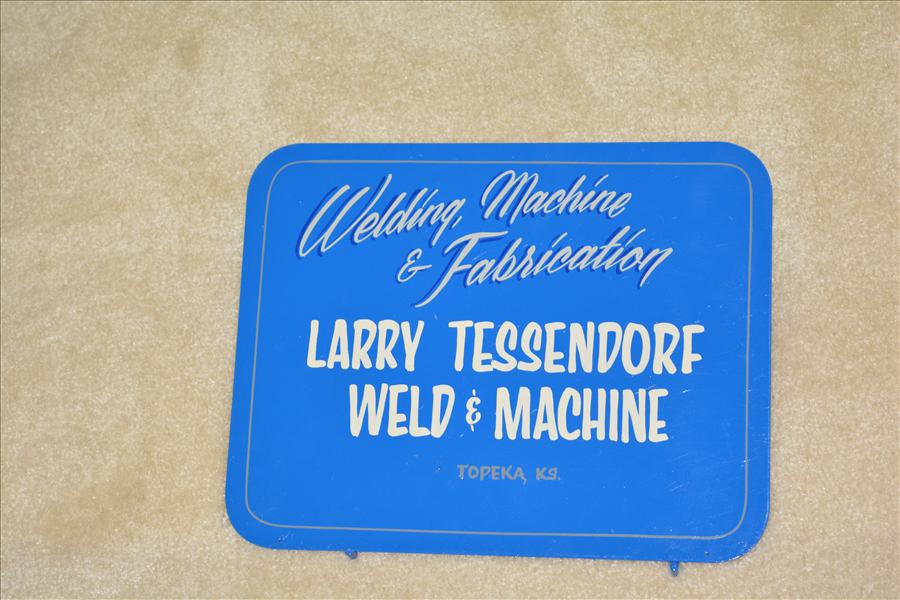 Welding, Machine
& Fabrication
LARRY TESSENDORF
WELD & MACHINE
TOPEKA, KS.